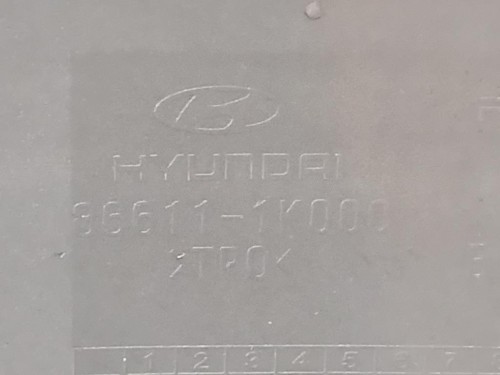 HYUNDAI
86611-1K000
>TPO<
1 2 3 4 5 6 7